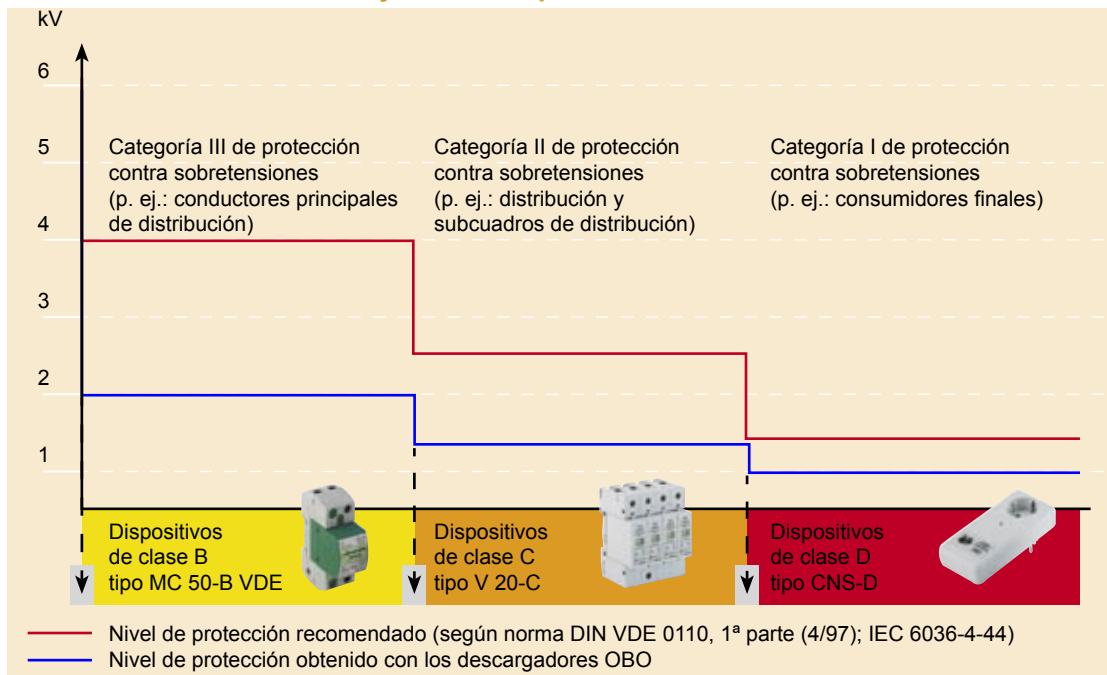 kV
6
5
4
3
2
1
Categoría III de protección
contra sobretensiones
(p. ej.: conductores principales
de distribución)
Categoría II de protección
contra sobretensiones
(p. ej.: distribución y
subcuadros de distribución)
Categoría I de protección
contra sobretensiones
(p. ej.: consumidores finales)
Dispositivos
de clase B
tipo MC 50-B VDE
Dispositivos
de clase C
tipo V 20-C
Dispositivos
de clase D
tipo CNS-D
Nivel de protección recomendado (según norma DIN VDE 0110, 1ª parte (4/97); IEC 6036-4-44)
Nivel de protección obtenido con los descargadores OBO